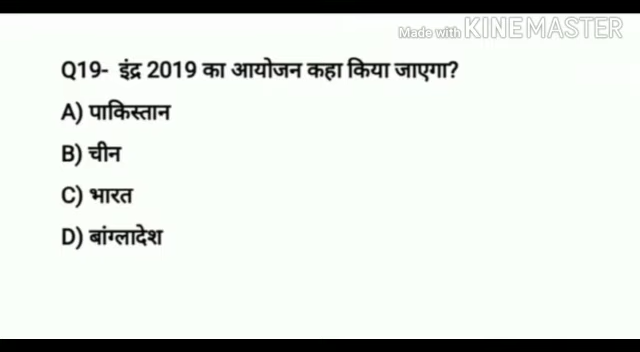 Made with KINEMASTER
Q19- इंद्र 2019 का आयोजन कहा किया जाएगा?
A) पाकिस्तान
B) चीन
C) भारत
D) बांग्लादेश